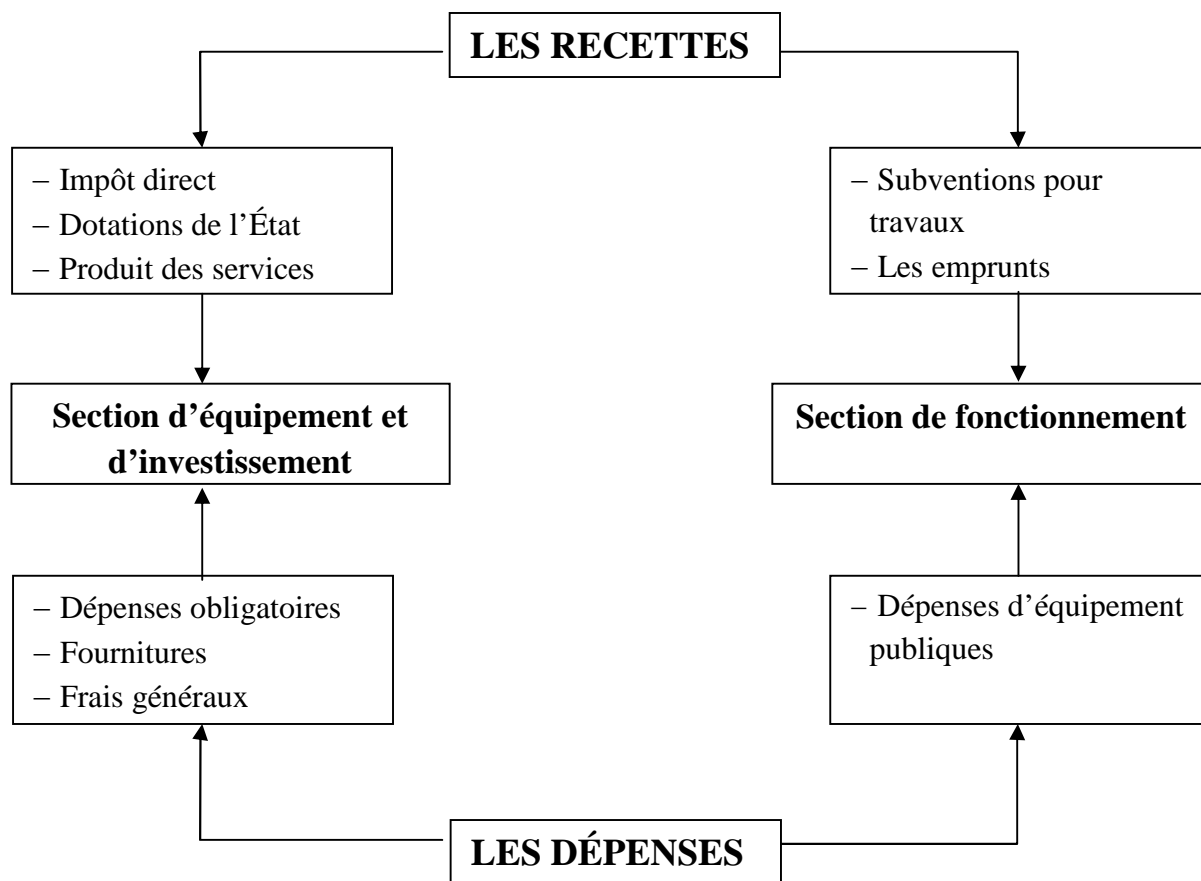 LES RECETTES
– Impôt direct
– Dotations de l’État
– Produit des services
– Subventions pour
travaux
– Les emprunts
Section d’équipement et
d’investissement
Section de fonctionnement
– Dépenses obligatoires
– Fournitures
– Frais généraux
– Dépenses d’équipement
publiques
LES DÉPENSES